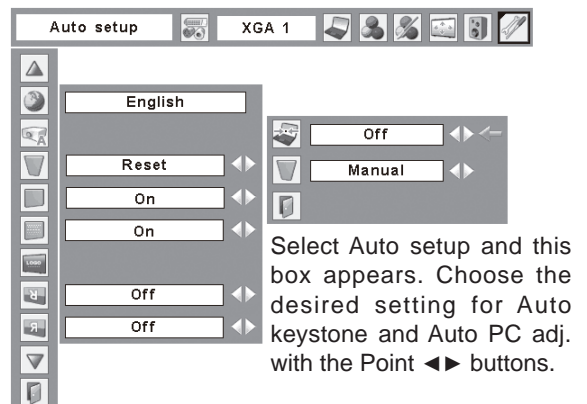 Auto setup
XGA 1
English
Off
Reset
Manual
On
On
Off
Off
Select Auto setup and this
box appears. Choose the
desired setting for Auto
keystone and Auto PC adj.
with the Point ◄► buttons.
A
LOGO
R
R